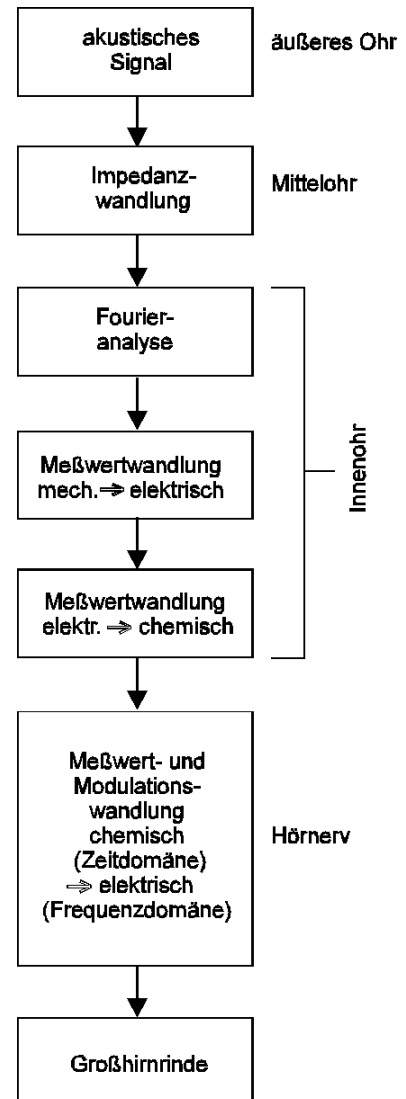 akustisches
Signal
äußeres Ohr
Impedanz-
wandlung
Mittelohr
Fourier-
analyse
Meßwertwandlung
mech. ⇒ elektrisch
Meßwertwandlung
elektr. ⇒ chemisch
Innenohr
Meßwert- und
Modulations-
wandlung
chemisch
(Zeitdomäne)
⇒ elektrisch
(Frequenzdomäne)
Hörnerv
Großhirnrinde